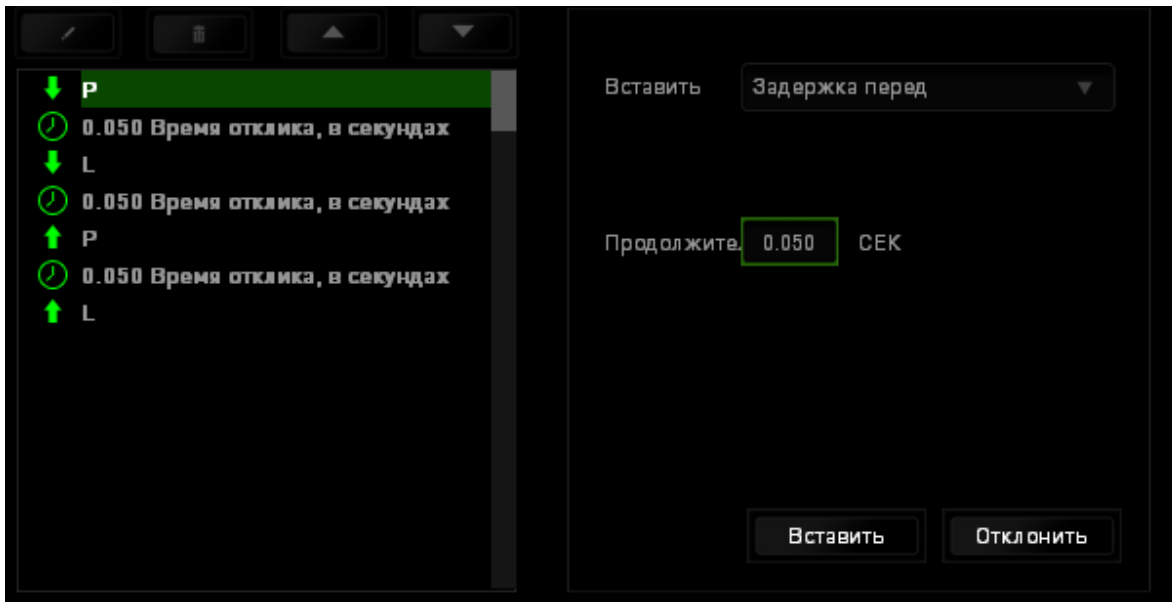 P
0.050 Время отклика, в секундах
L
0.050 Время отклика, в секундах
P
0.050 Время отклика, в секундах
L
Вставить Задержка перед
Продолжите. 0.050 СЕК
Вставить Отклонить